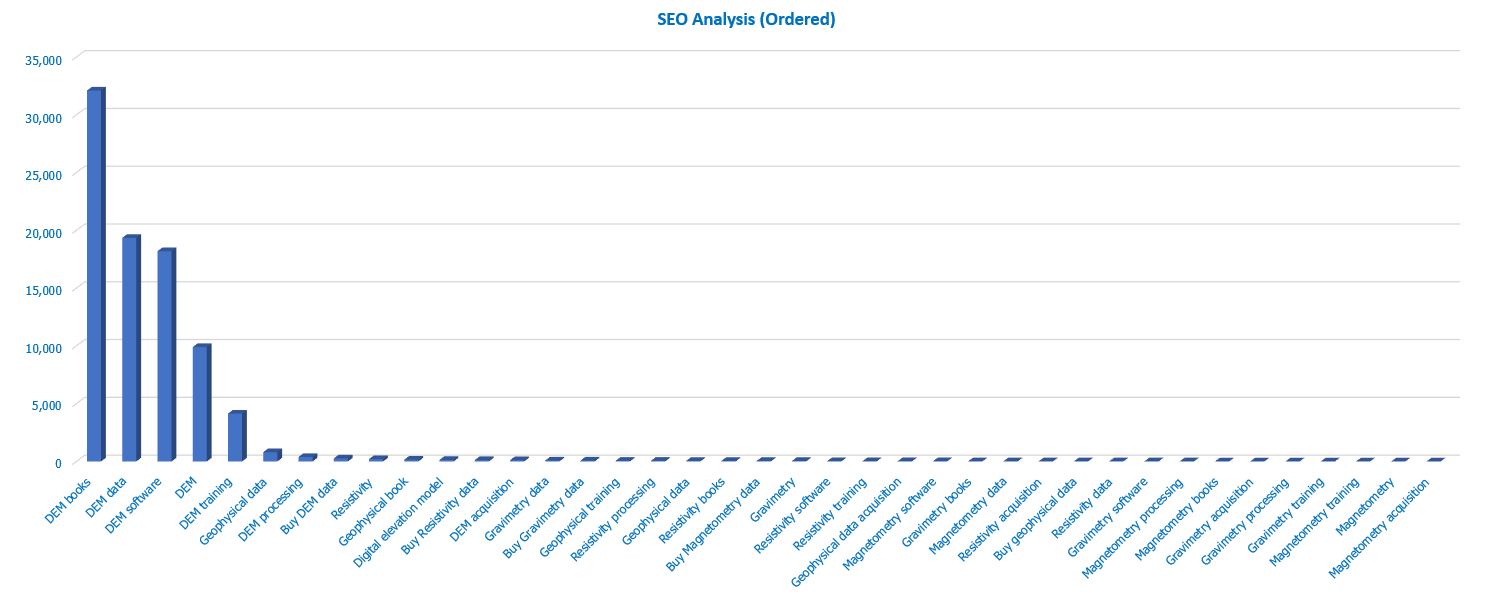 SEO Analysis (Ordered)
35,000
30,000
25,000
20,000
15,000
10,000
5,000
0
DEM books
DEM data
DEM software
DEM
DEM training
Geophysical data
DEM processing
Buy DEM data
Resistivity
Geophysical book
Digital elevation model
Buy Resistivity data
DEM acquisition
Gravimetry data
Buy Gravimetry data
Geophysical training
Resistivity processing
Geophysical data
Resistivity books
Buy Magnetometry data
Gravimetry
Resistivity software
Resistivity training
Geophysical data acquisition
Magnetometry software
Gravimetry books
Magnetometry data
Resistivity acquisition
Buy geophysical data
Resistivity data
Gravimetry software
Magnetometry processing
Magnetometry books
Gravimetry acquisition
Gravimetry processing
Gravimetry training
Magnetometry training
Magnetometry
Magnetometry acquisition